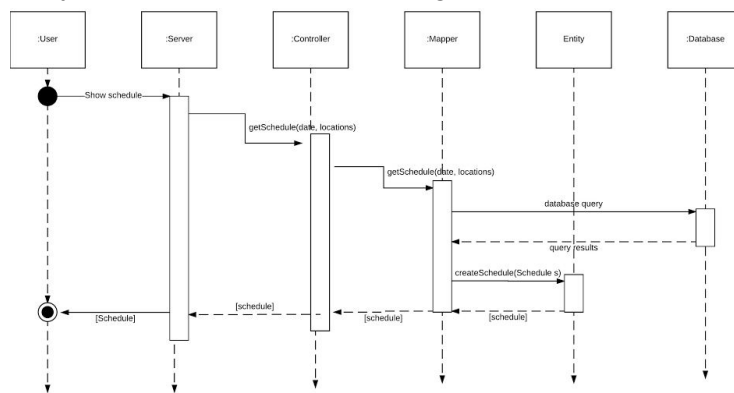 :User
:Server
:Controller
:Mapper
Entity
:Database
Show schedule
getSchedule(date, locations)
getSchedule(date, locations)
database query
query results
createSchedule(Schedule s)
[schedule]
[schedule]
[schedule]
[Schedule]